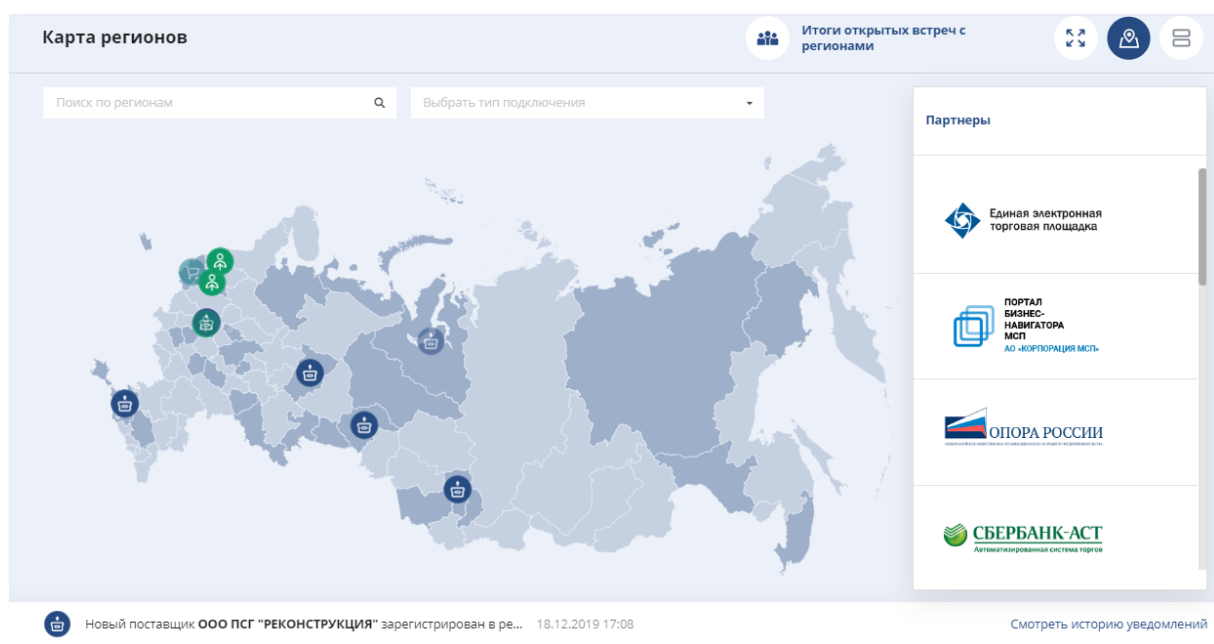 Карта регионов
Итоги открытых встреч с
регионами
Поиск по регионам
Выбрать тип подключения
Партнеры
Единая электронная
торговая площадка
ПОРТАЛ
БИЗНЕС-
НАВИГАТОРА
МСП
АО «КОРПОРАЦИЯ МСП»
ОПОРА РОССИИ
СБЕРБАНК-АСТ
Автоматизированная система торгов
Новый поставщик ООО ПСГ "РЕКОНСТРУКЦИЯ" зарегистрирован в ре... 18.12.2019 17:08
Смотреть историю уведомлений